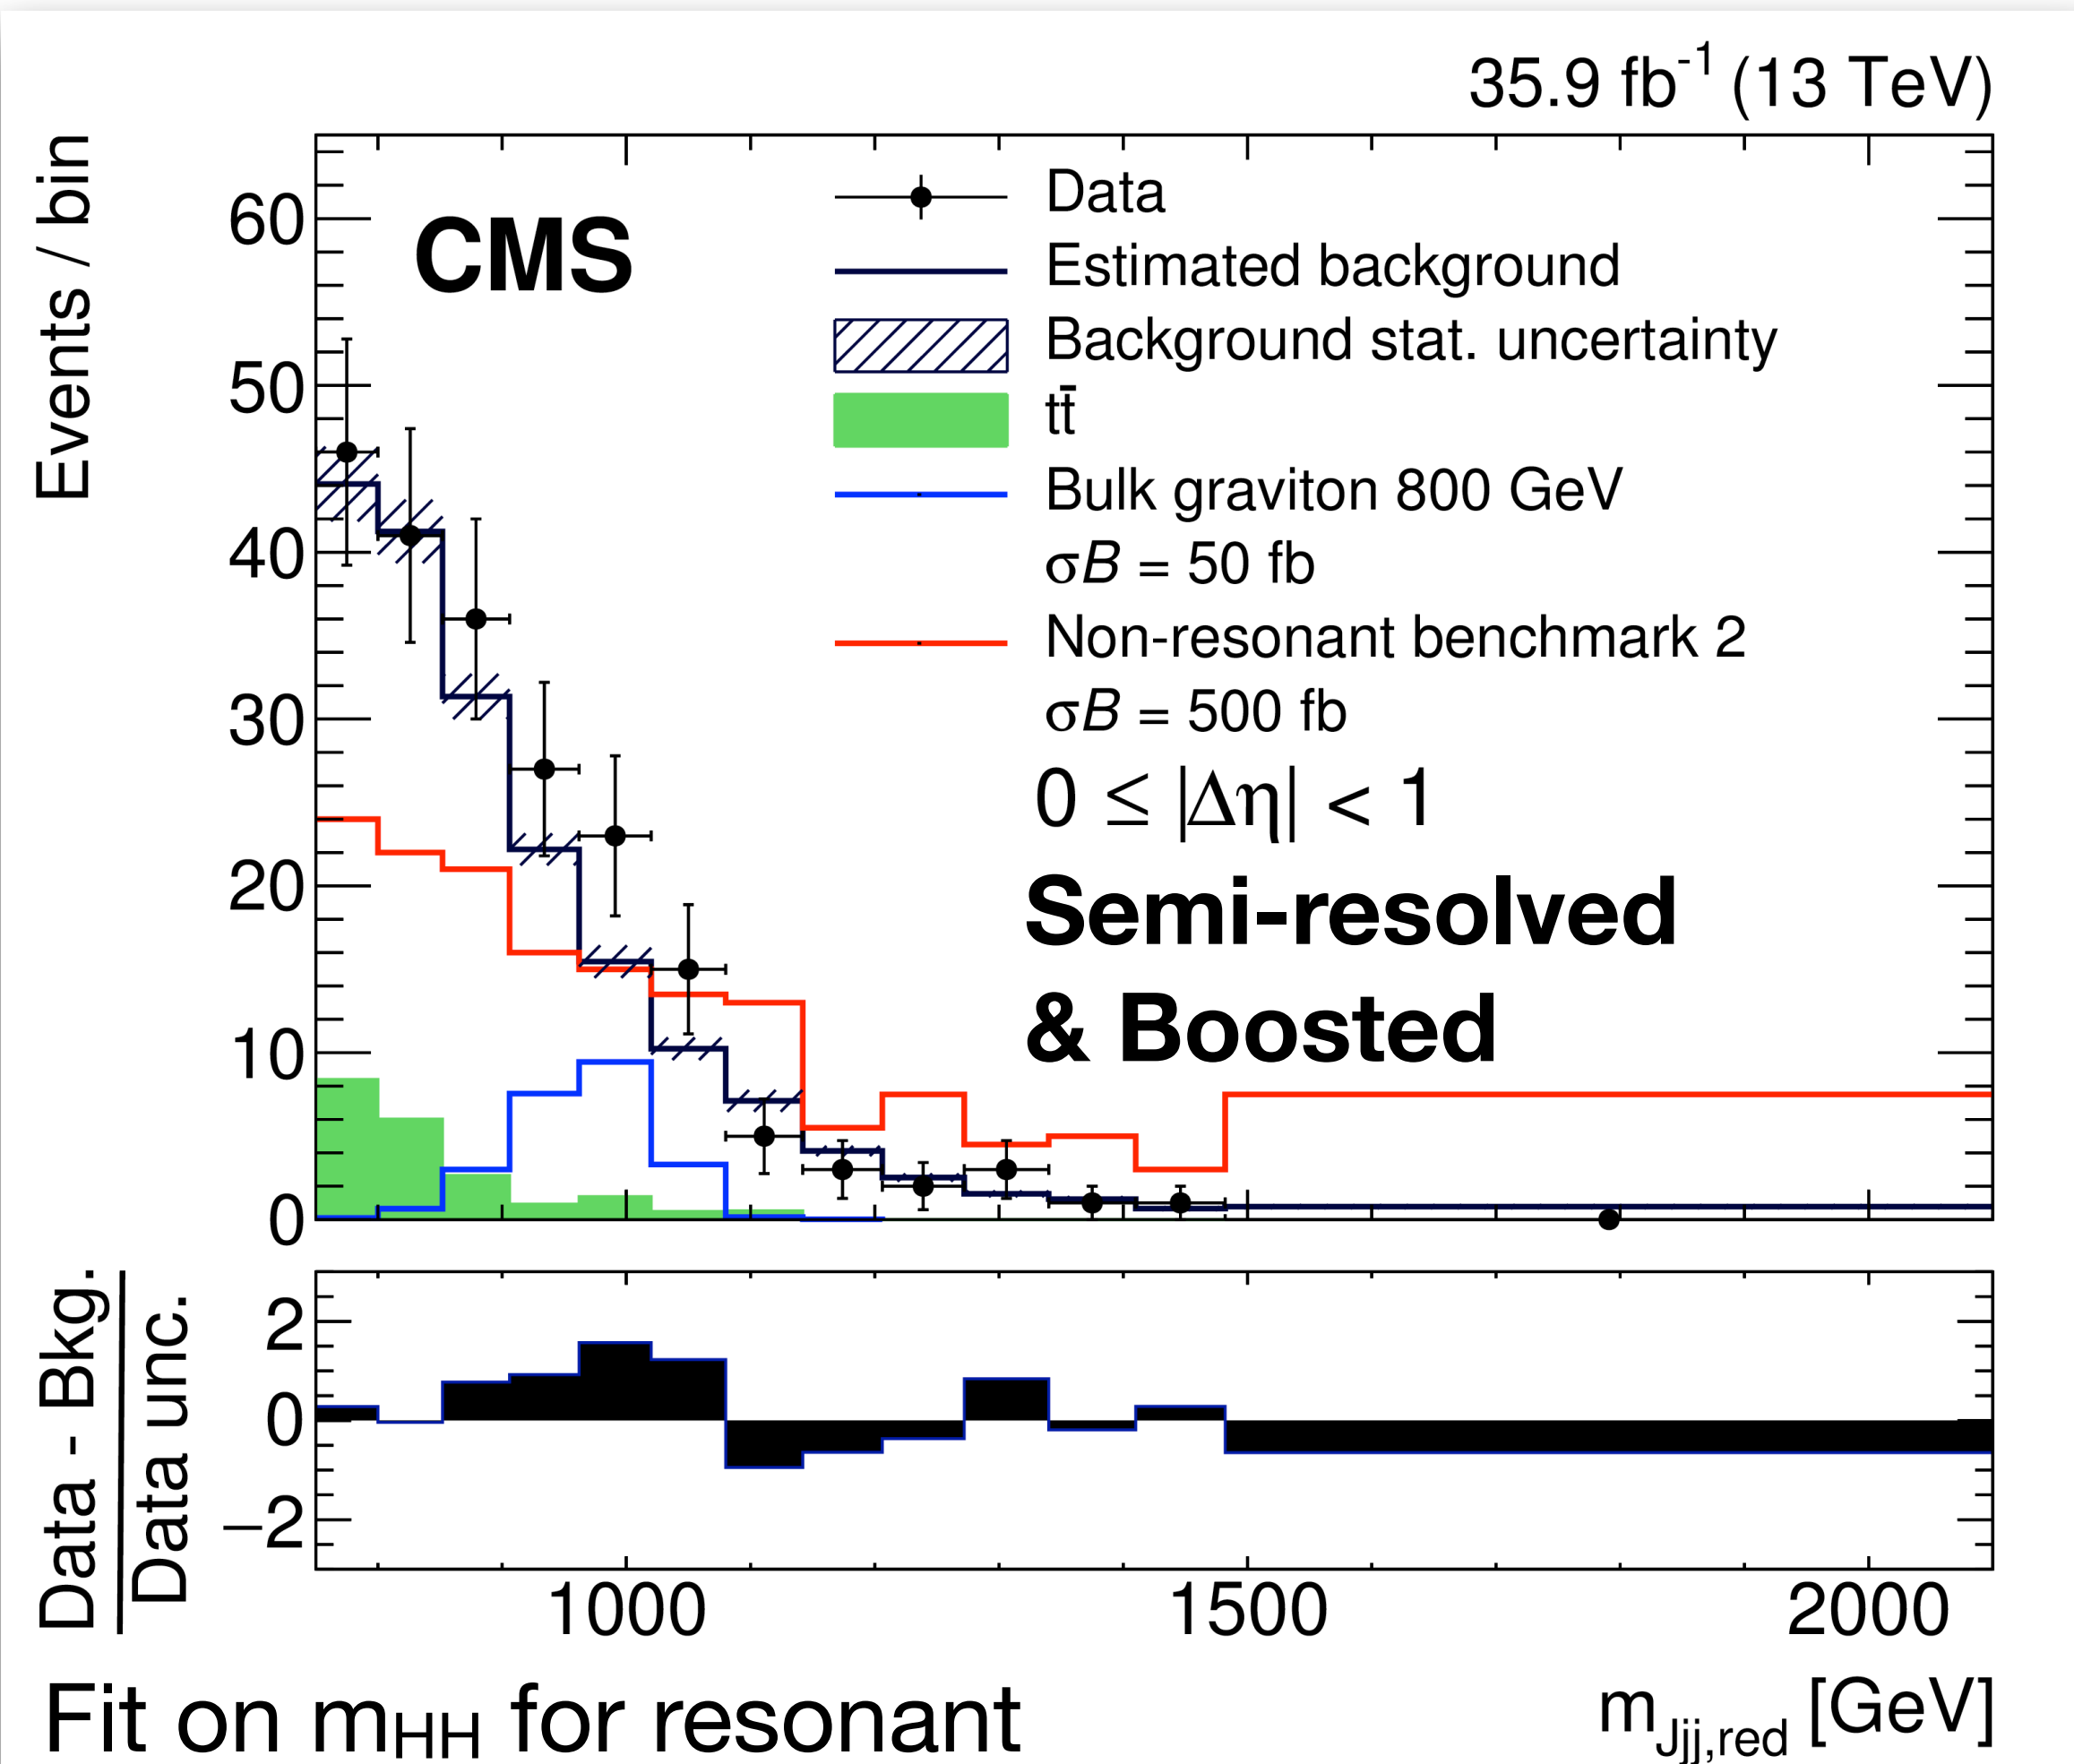 35.9 fb⁻¹ (13 TeV)
Events / bin
60
50
40
30
20
10
0
CMS
Data
Estimated background
Background stat. uncertainty
tt̄
Bulk graviton 800 GeV
σB = 50 fb
Non-resonant benchmark 2
σB = 500 fb
0 ≤ |Δη| < 1
Semi-resolved
& Boosted
Data - Bkg.
Data unc.
2
0
−2
1000 1500 2000
Fit on mHH for resonant
mJjj,red [GeV]